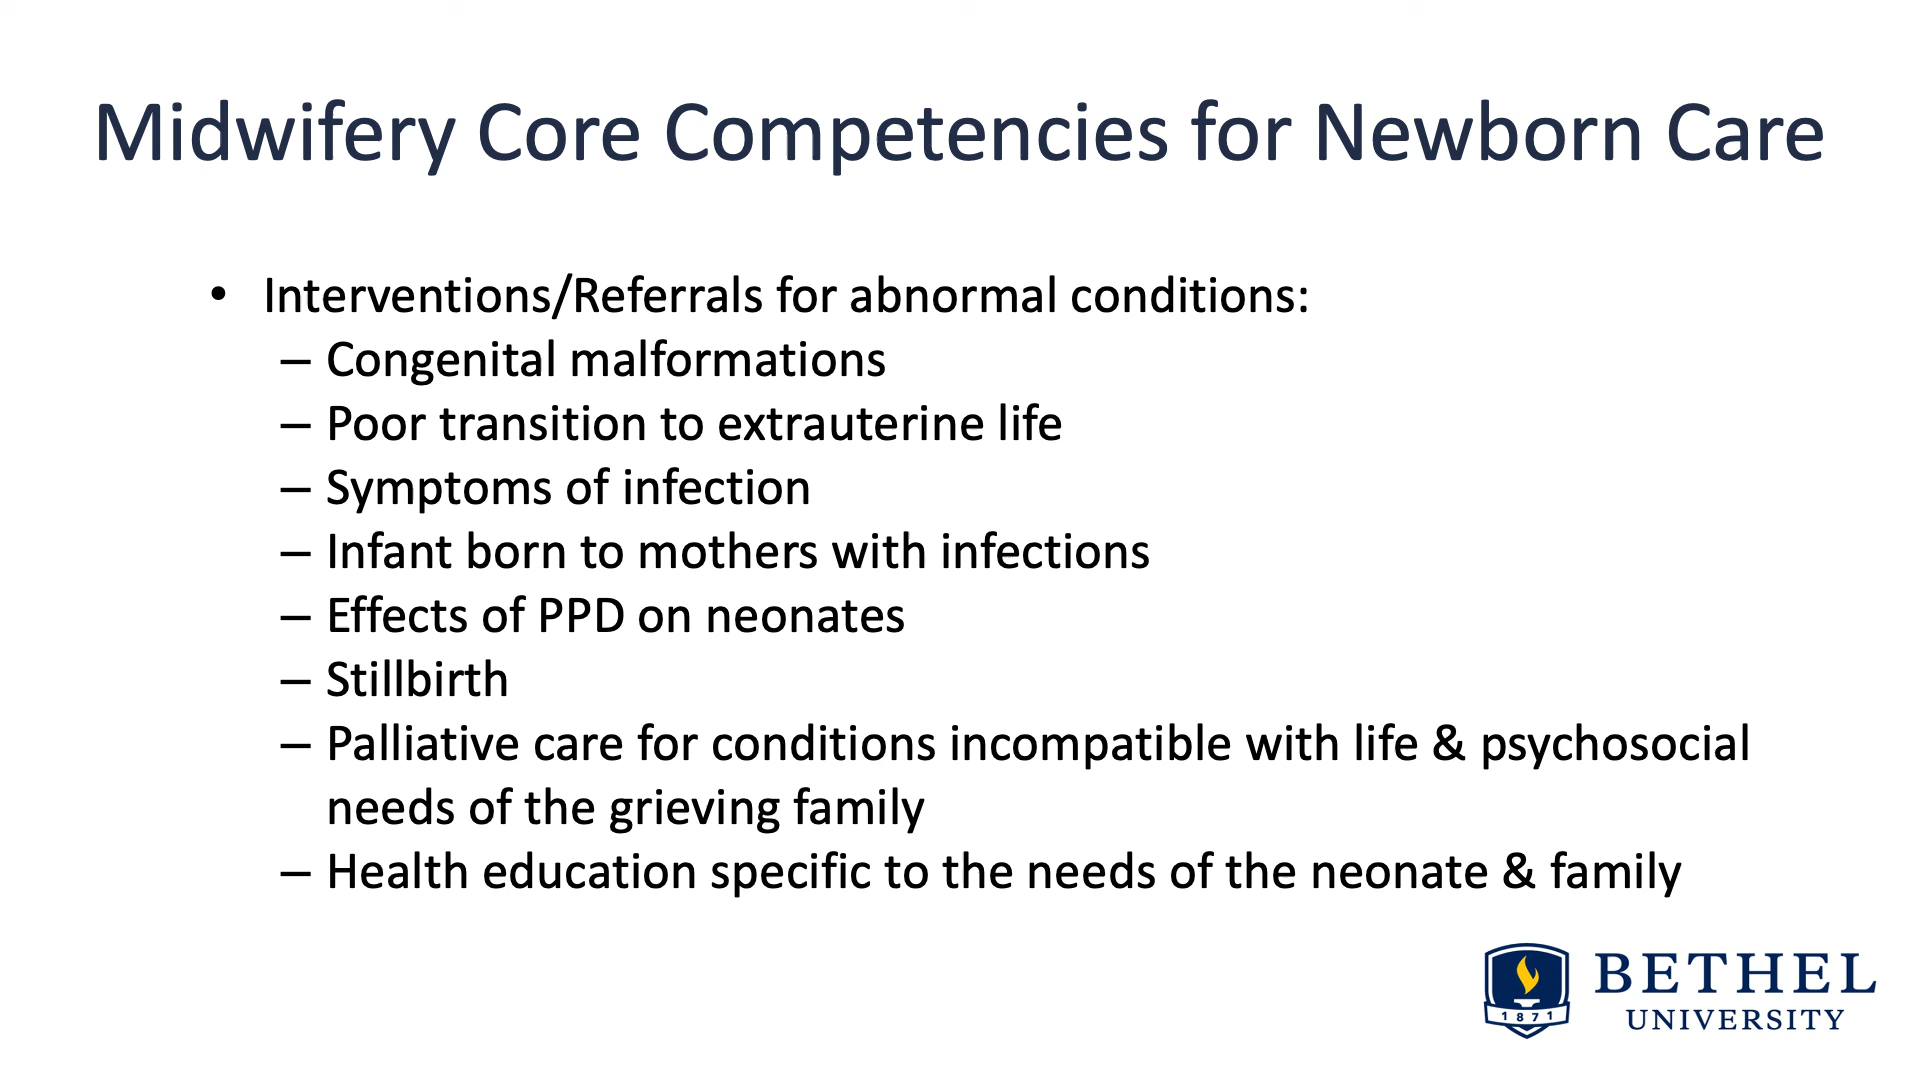 Midwifery Core Competencies for Newborn Care
• Interventions/Referrals for abnormal conditions:
– Congenital malformations
– Poor transition to extrauterine life
– Symptoms of infection
– Infant born to mothers with infections
– Effects of PPD on neonates
– Stillbirth
– Palliative care for conditions incompatible with life & psychosocial
needs of the grieving family
– Health education specific to the needs of the neonate & family
1871
BETHEL
UNIVERSITY